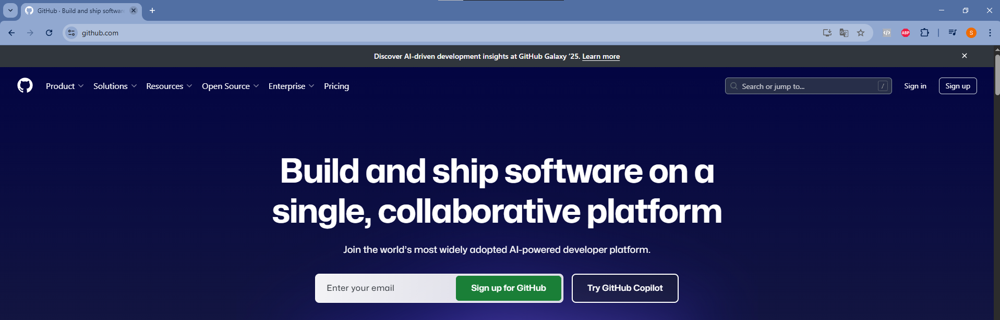 GitHub · Build and ship softwar
github.com
ABP
S
Discover AI-driven development insights at GitHub Galaxy ’25. Learn more
Product Solutions Resources Open Source Enterprise Pricing
Search or jump to... /
Sign in
Sign up
Build and ship software on a
single, collaborative platform
Join the world’s most widely adopted AI-powered developer platform.
Enter your email
Sign up for GitHub
Try GitHub Copilot